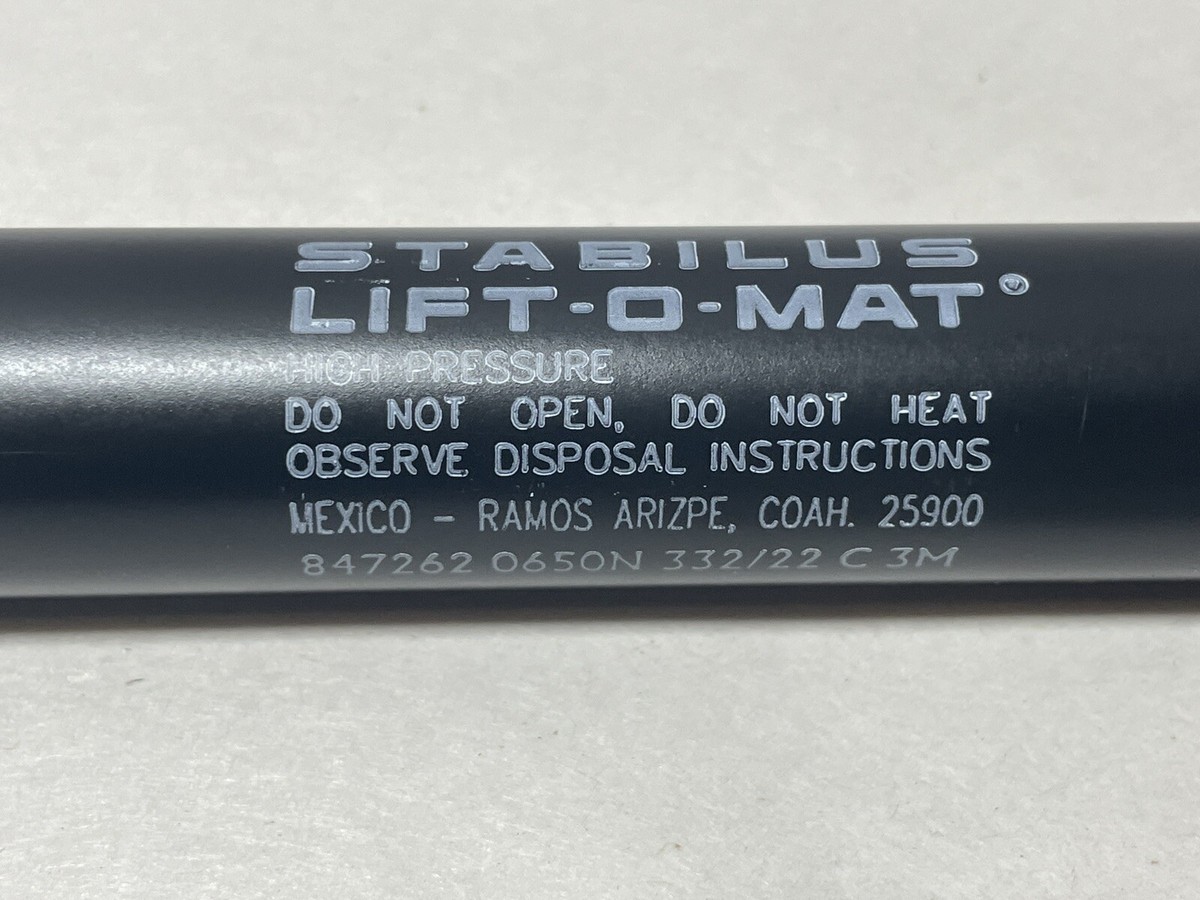 STABILUS
LIFT-O-MAT®
HIGH PRESSURE
DO NOT OPEN, DO NOT HEAT
OBSERVE DISPOSAL INSTRUCTIONS
MEXICO - RAMOS ARIZPE, COAH. 25900
847262 0650N 332/22 C 3M